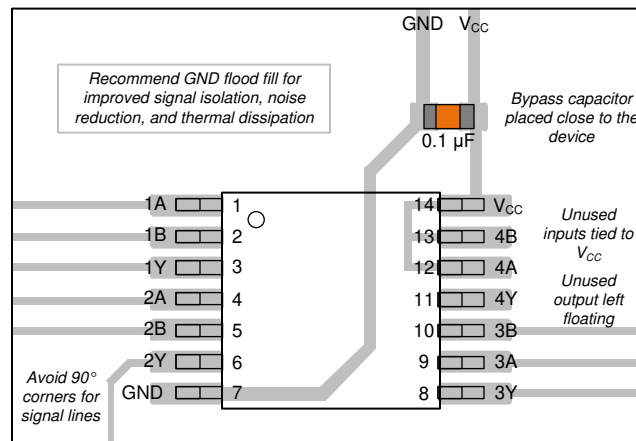 GND V_CC
Recommend GND flood fill for
improved signal isolation, noise
reduction, and thermal dissipation
Bypass capacitor
placed close to the
device
0.1 µF
1A 1 14 V_CC
1B 2 13 4B
1Y 3 12 4A
2A 4 11 4Y
2B 5 10 3B
2Y 6 9 3A
GND 7 8 3Y
Unused
inputs tied to
V_CC
Unused
output left
floating
Avoid 90°
corners for
signal lines